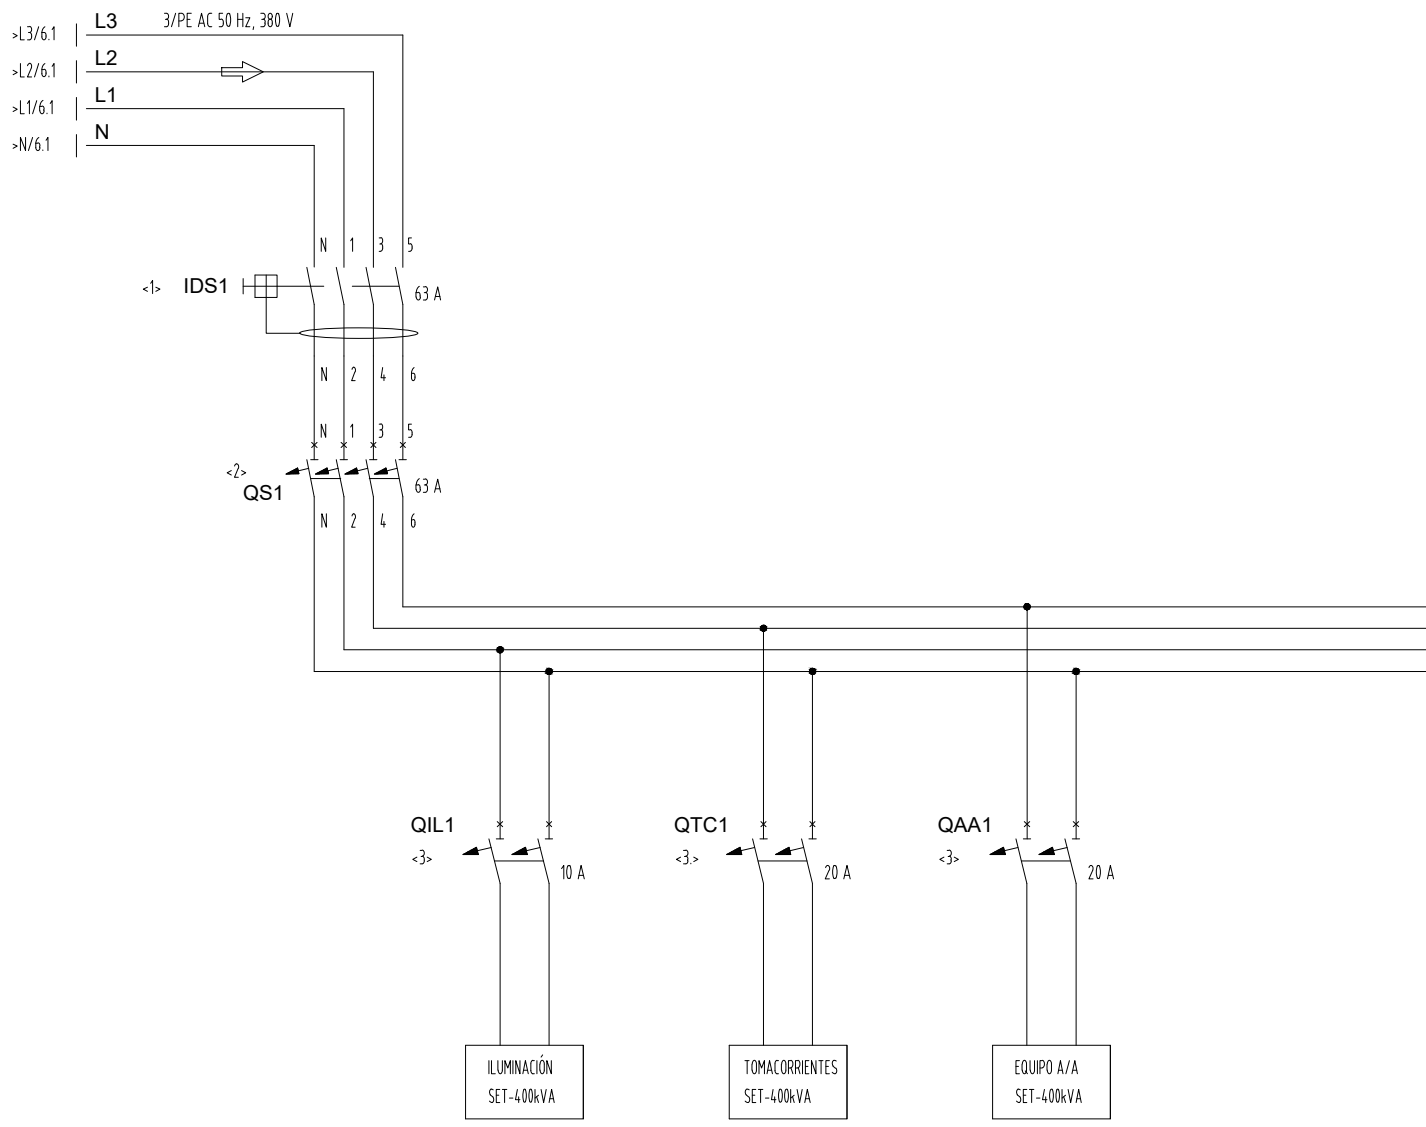 L3 3/PE AC 50 Hz, 380 V
>L3/6.1
L2
>L2/6.1
L1
>L1/6.1
N
>N/6.1
N 1 3 5
<1> IDS1 63 A
N 2 4 6
N 1 3 5
<2>
QS1 63 A
N 2 4 6
QIL1 QTC1 QAA1
<3> <3.> <3>
10 A 20 A 20 A
ILUMINACIÓN TOMACORRIENTES EQUIPO A/A
SET-400kVA SET-400kVA SET-400kVA